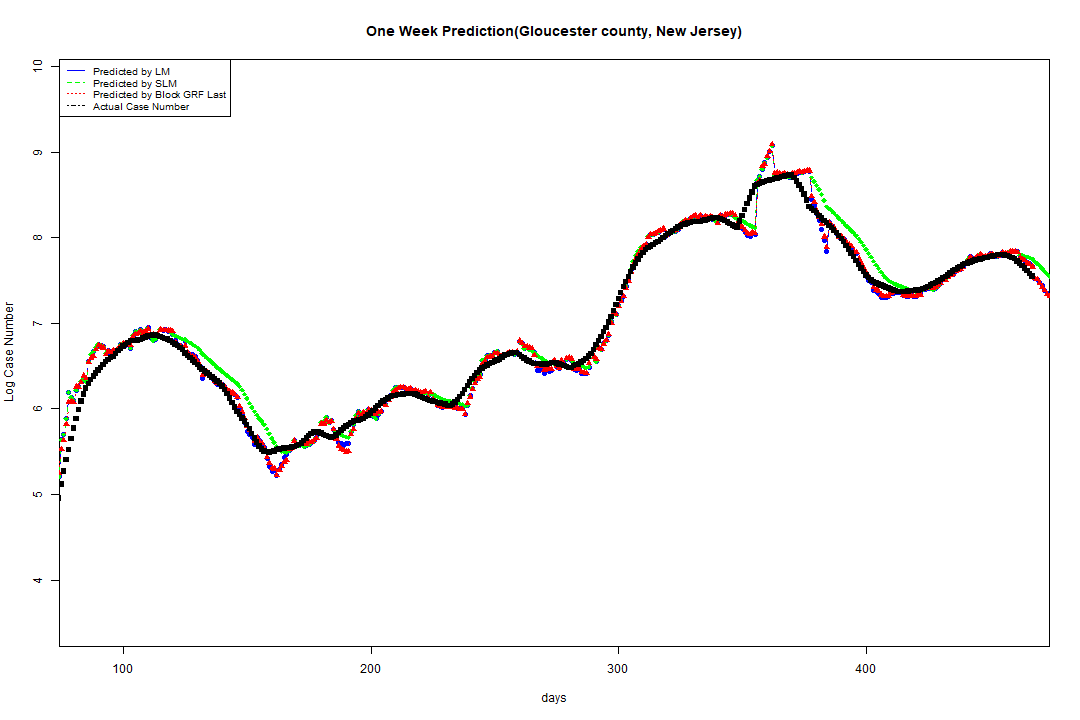 One Week Prediction(Gloucester county, New Jersey)
Predicted by LM
Predicted by SLM
Predicted by Block GRF Last
Actual Case Number
10
9
8
7
6
5
4
Log Case Number
100 200 300 400
days